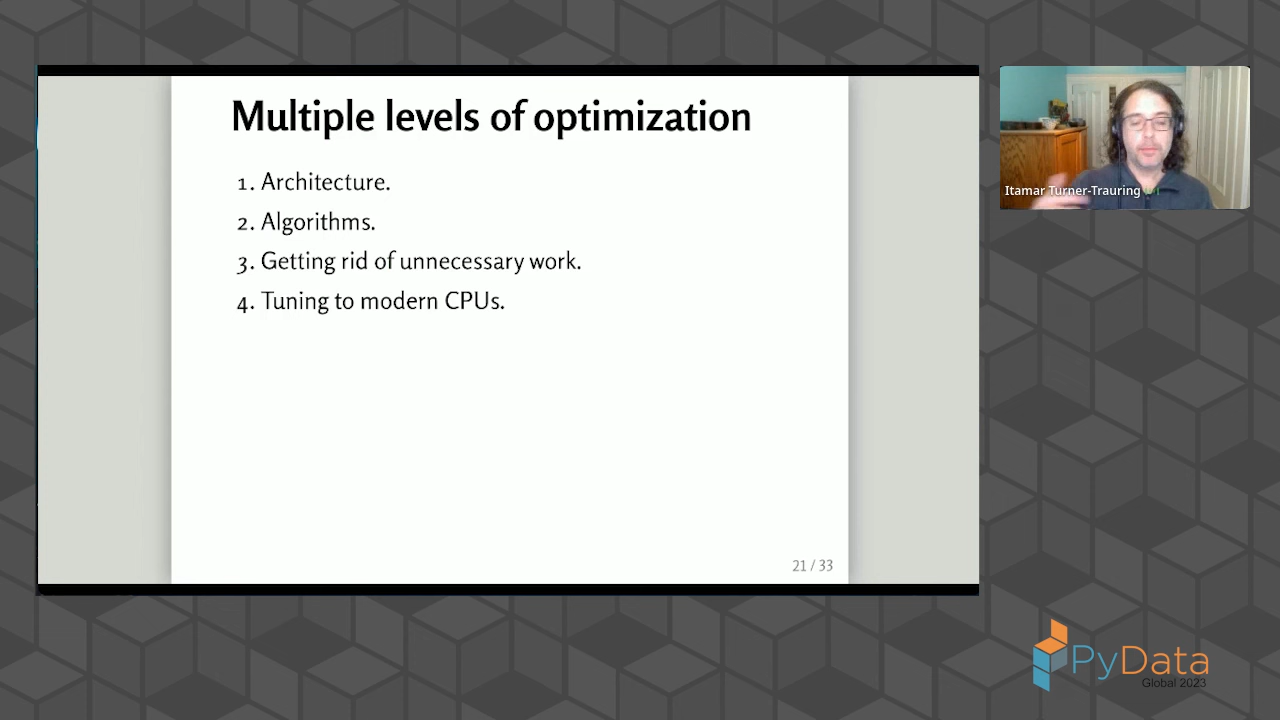 Multiple levels of optimization
1. Architecture.
2. Algorithms.
3. Getting rid of unnecessary work.
4. Tuning to modern CPUs.
21 / 33
Itamar Turner-Trauring
PyData
Global 2023